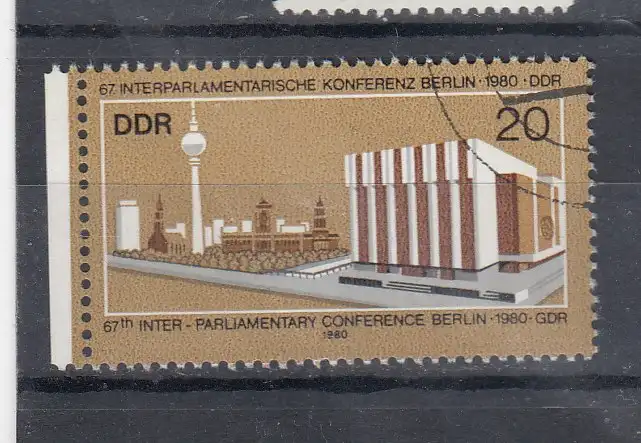 67. INTERPARLAMENTARISCHE KONFERENZ BERLIN · 1980 · DDR
DDR
20
67th INTER - PARLIAMENTARY CONFERENCE BERLIN · 1980 · GDR
1980